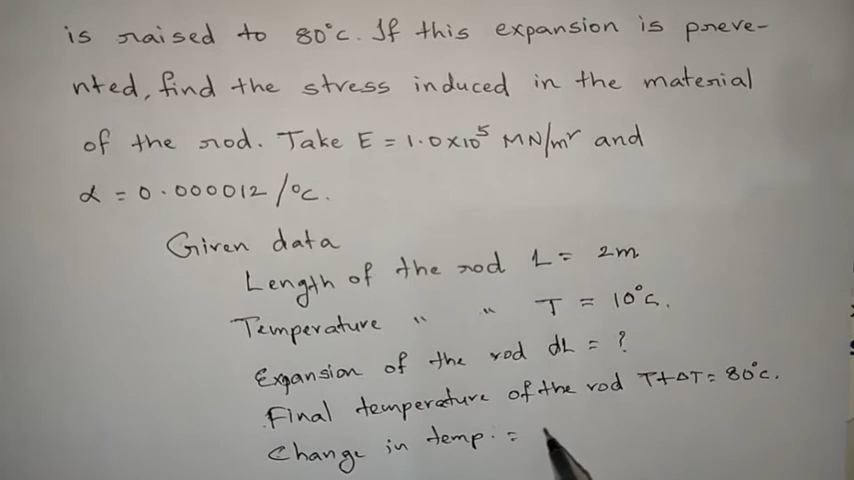 is raised to 80°c. If this expansion is preve-
nted, find the stress induced in the material
of the rod. Take E = 1.0×10⁵ MN/m² and
α = 0.000012 /°c.
Given data
Length of the rod L = 2m
Temperature " " T = 10°c.
Expansion of the rod dL = ?
Final temperature of the rod T+ΔT = 80°c.
Change in temp. =